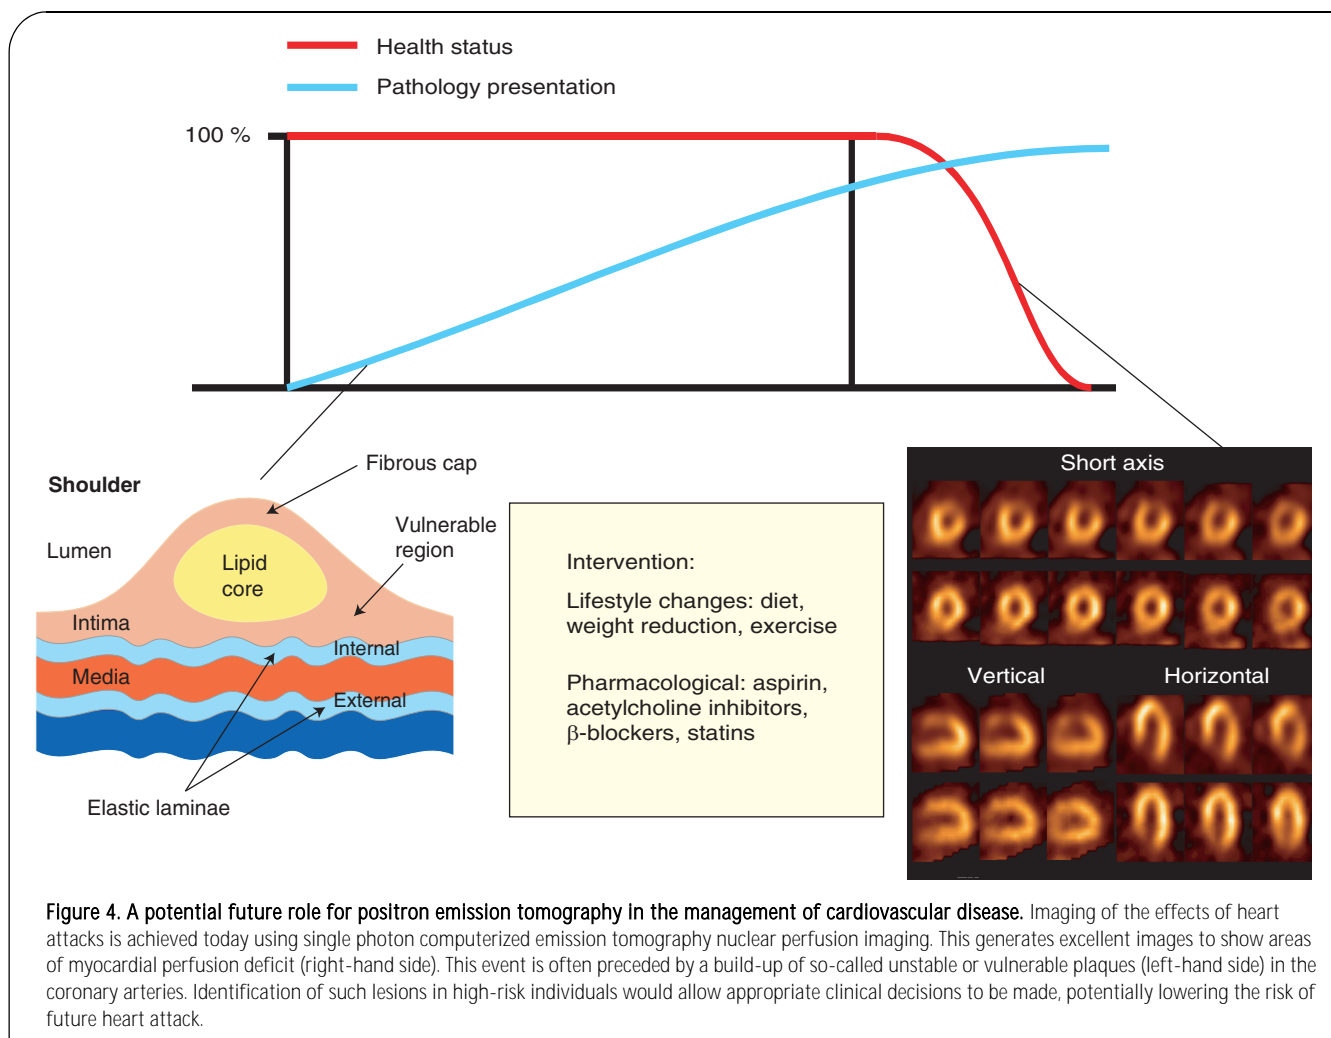 Health status
Pathology presentation
100 %
Fibrous cap
Shoulder
Vulnerable
region
Lumen
Lipid
core
Intima
Internal
Media
External
Elastic laminae
Intervention:
Lifestyle changes: diet,
weight reduction, exercise
Pharmacological: aspirin,
acetylcholine inhibitors,
β-blockers, statins
Short axis
Vertical
Horizontal
Figure 4. A potential future role for positron emission tomography in the management of cardiovascular disease. Imaging of the effects of heart
attacks is achieved today using single photon computerized emission tomography nuclear perfusion imaging. This generates excellent images to show areas
of myocardial perfusion deficit (right-hand side). This event is often preceded by a build-up of so-called unstable or vulnerable plaques (left-hand side) in the
coronary arteries. Identification of such lesions in high-risk individuals would allow appropriate clinical decisions to be made, potentially lowering the risk of
future heart attack.